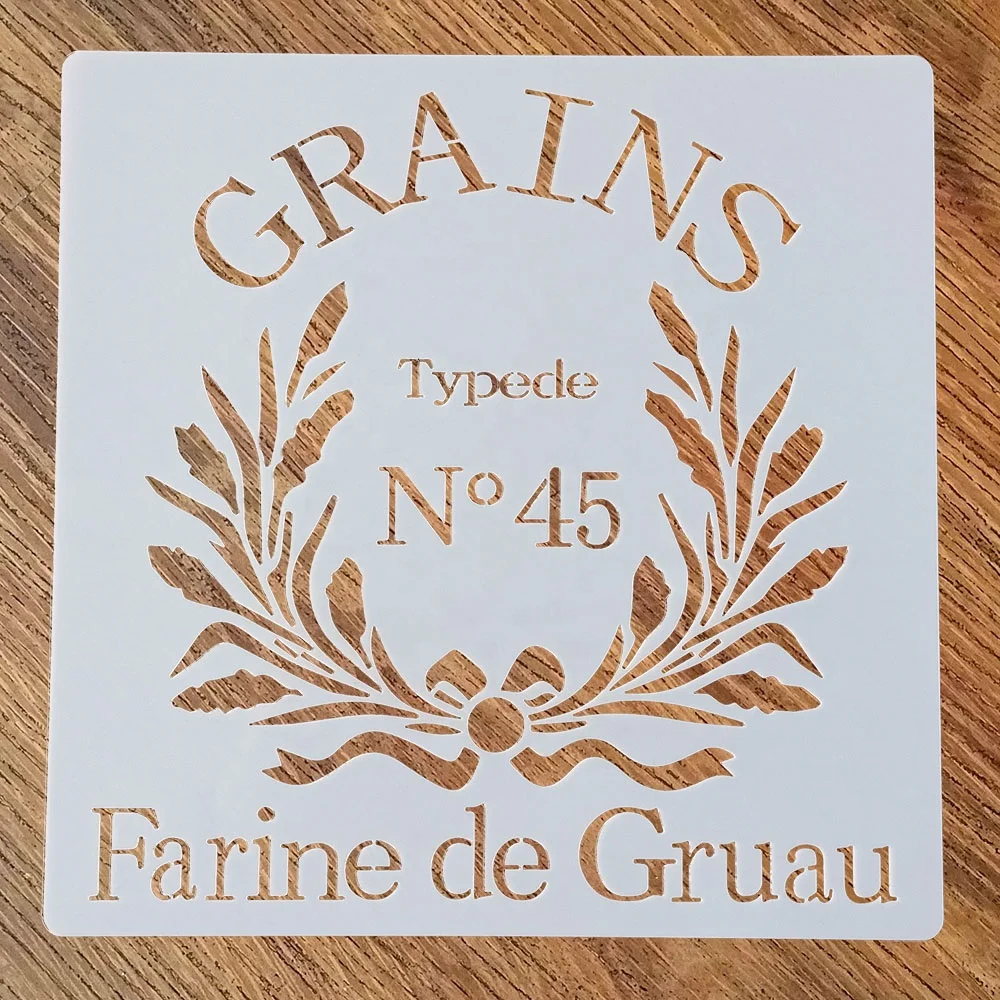 GRAINS
Typede
N° 45
Farine de Gruau